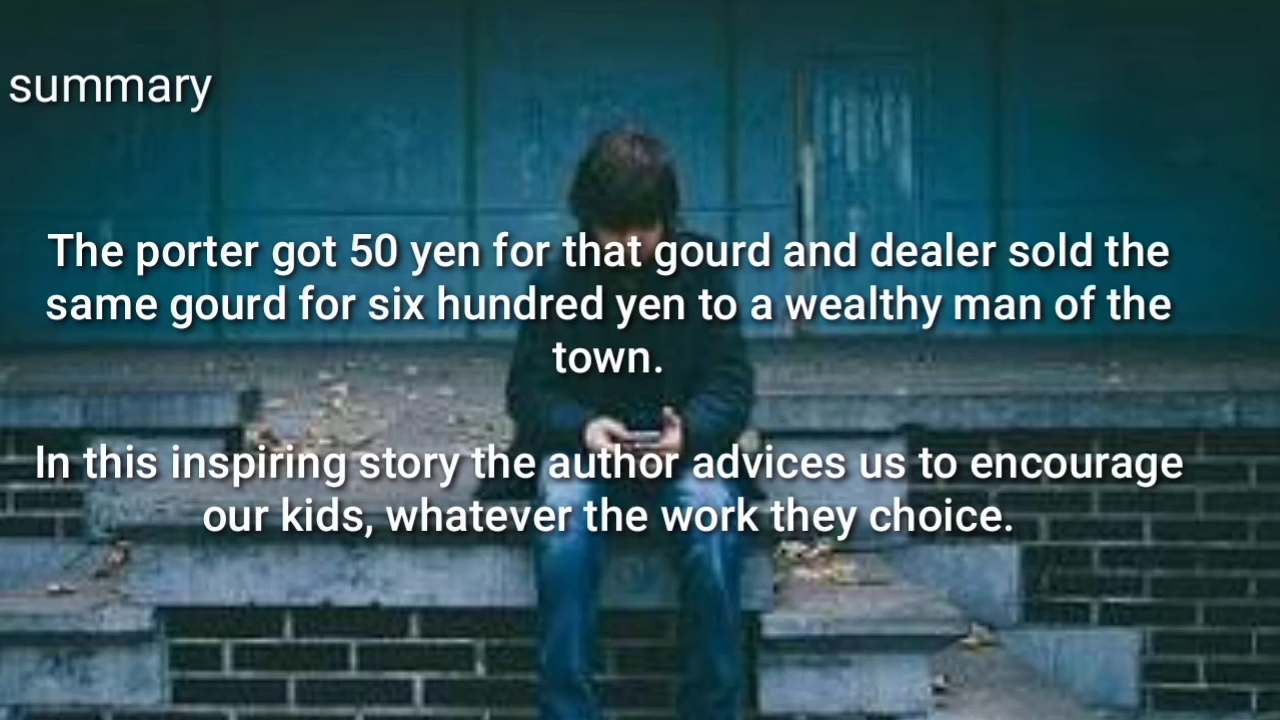 summary
The porter got 50 yen for that gourd and dealer sold the
same gourd for six hundred yen to a wealthy man of the
town.
In this inspiring story the author advices us to encourage
our kids, whatever the work they choice.